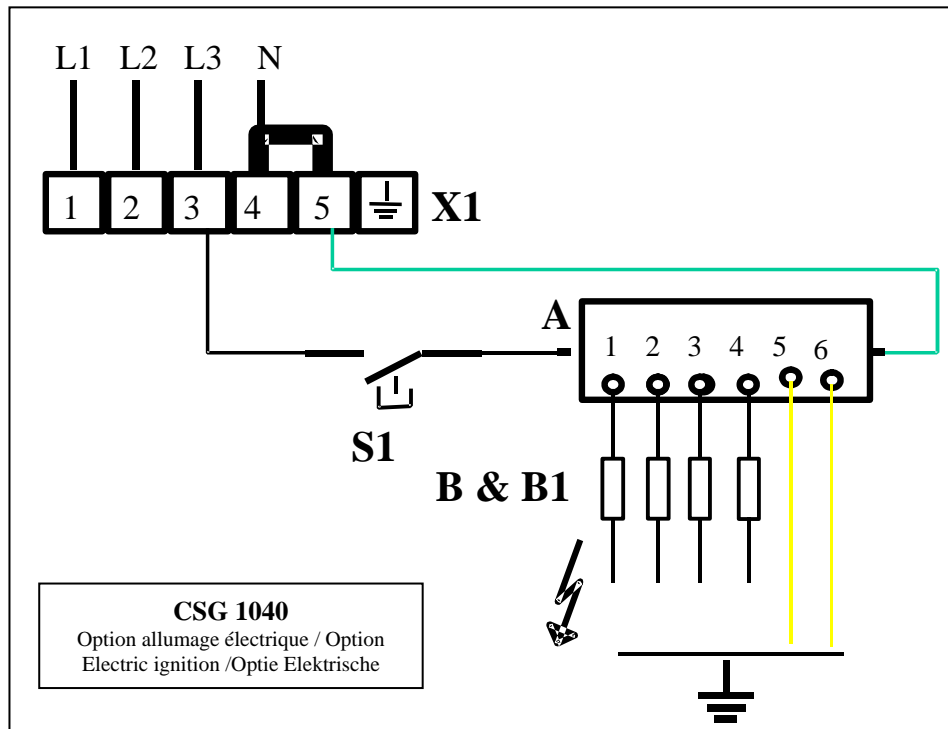 L1 L2 L3 N
1 2 3 4 5 X1
A
1 2 3 4 5 6
S1
B & B1
CSG 1040
Option allumage électrique / Option
Electric ignition /Optie Elektrische